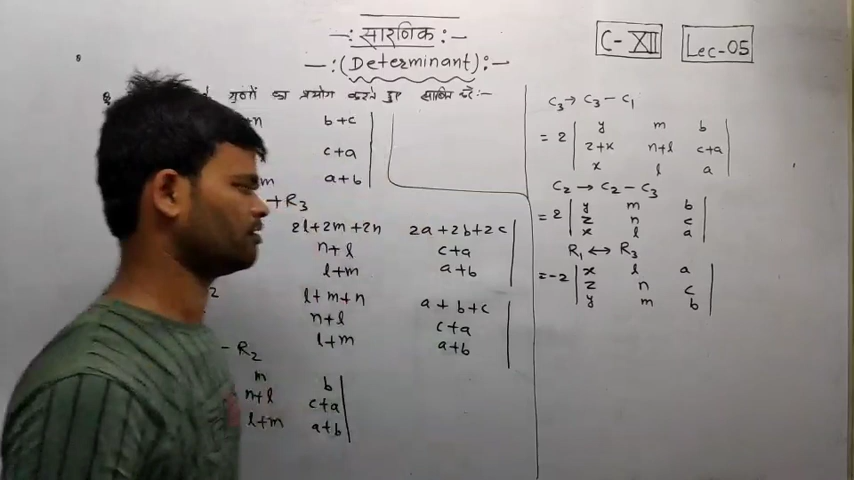 —: सारणिक :—
C-XII
Lec-05
—:(Determinant):—
गुणों का प्रयोग करते हुए साबित करें:-
+n b+c
c+a
m a+b
+R3
2l+2m+2n 2a+2b+2c
n+l c+a
l+m a+b
2
l+m+n a+b+c
n+l c+a
l+m a+b
-R2
m b
n+l c+a
l+m a+b
C3→ C3-C1
= 2 | y m b |
z+x n+l c+a
x l a
C2 → C2-C3
= 2 | y m b |
z n c
x l a
R1 ↔ R3
= -2 | x l a |
z n c
y m b